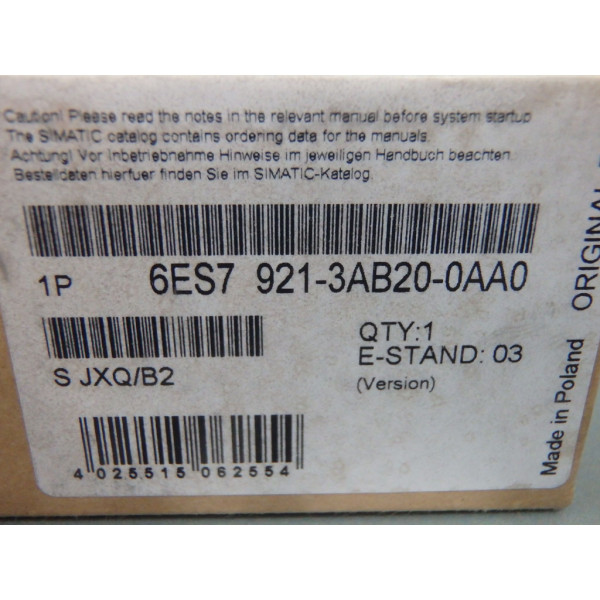 Caution! Please read the notes in the relevant manual before system startup
The SIMATIC catalog contains ordering data for the manuals.
Achtung! Vor Inbetriebnahme Hinweise im jeweiligen Handbuch beachten.
Bestelldaten hierfuer finden Sie im SIMATIC-Katalog.
1P 6ES7 921-3AB20-0AA0
S JXQ/B2
QTY:1
E-STAND: 03
(Version)
4 025515 062554
Made in Poland
ORIGINAL